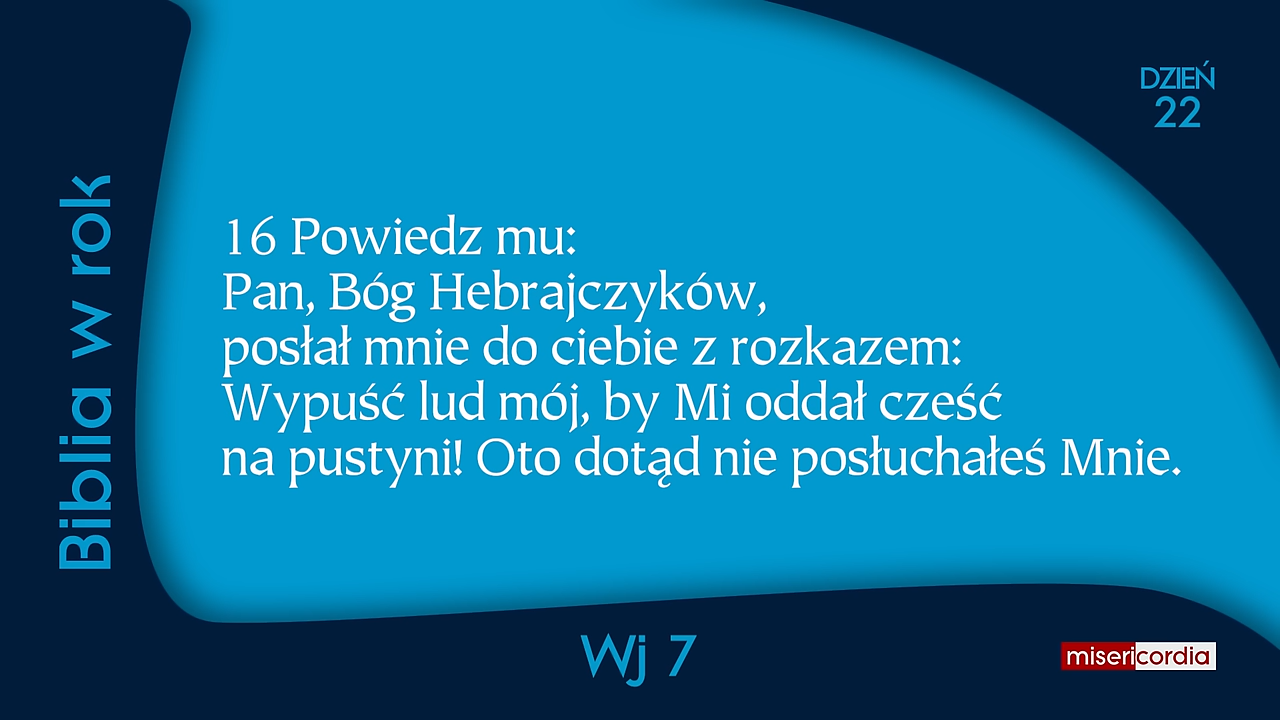 DZIEŃ
22
Biblia w rok
16 Powiedz mu:
Pan, Bóg Hebrajczyków,
posłał mnie do ciebie z rozkazem:
Wypuść lud mój, by Mi oddał cześć
na pustyni! Oto dotąd nie posłuchałeś Mnie.
Wj 7
misericordia